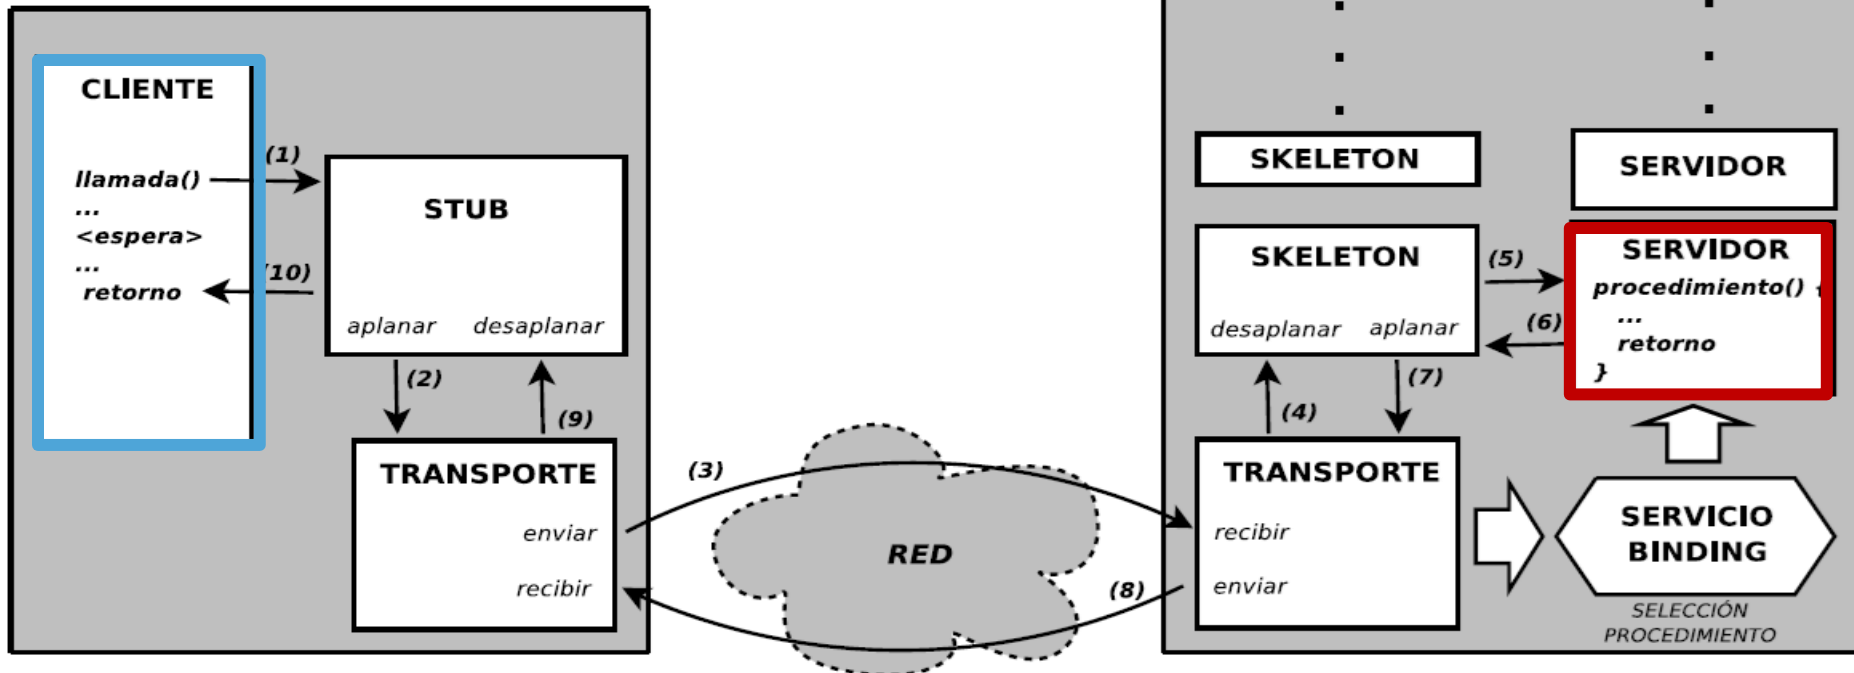 CLIENTE
llamada()
...
<espera>
...
retorno
(1)
(10)
STUB
aplanar desaplanar
(2)
(9)
TRANSPORTE
enviar
recibir
(3)
RED
(8)
SKELETON
SERVIDOR
SKELETON
desaplanar aplanar
(5)
(6)
SERVIDOR
procedimiento() {
...
retorno
}
(4)
(7)
TRANSPORTE
recibir
enviar
SERVICIO
BINDING
SELECCIÓN
PROCEDIMIENTO